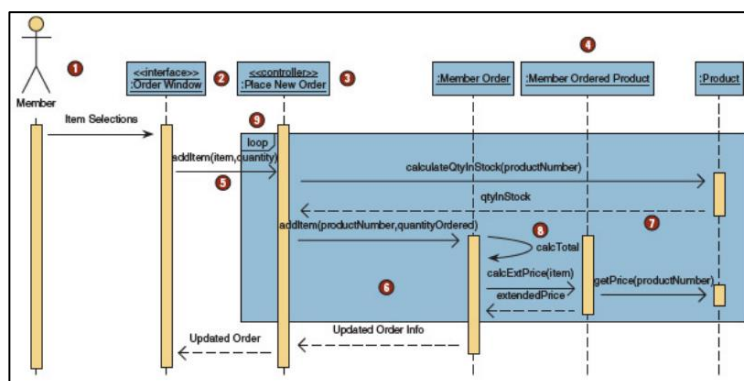 4
1
<<interface>>
:Order Window
2
<<controller>>
:Place New Order
3
:Member Order
:Member Ordered Product
:Product
Member
Item Selections
9
loop
addItem(item,quantity)
5
calculateQtyInStock(productNumber)
qtyInStock
7
addItem(productNumber,quantityOrdered)
8
calcTotal
calcExtPrice(item)
getPrice(productNumber)
6
extendedPrice
Updated Order Info
Updated Order